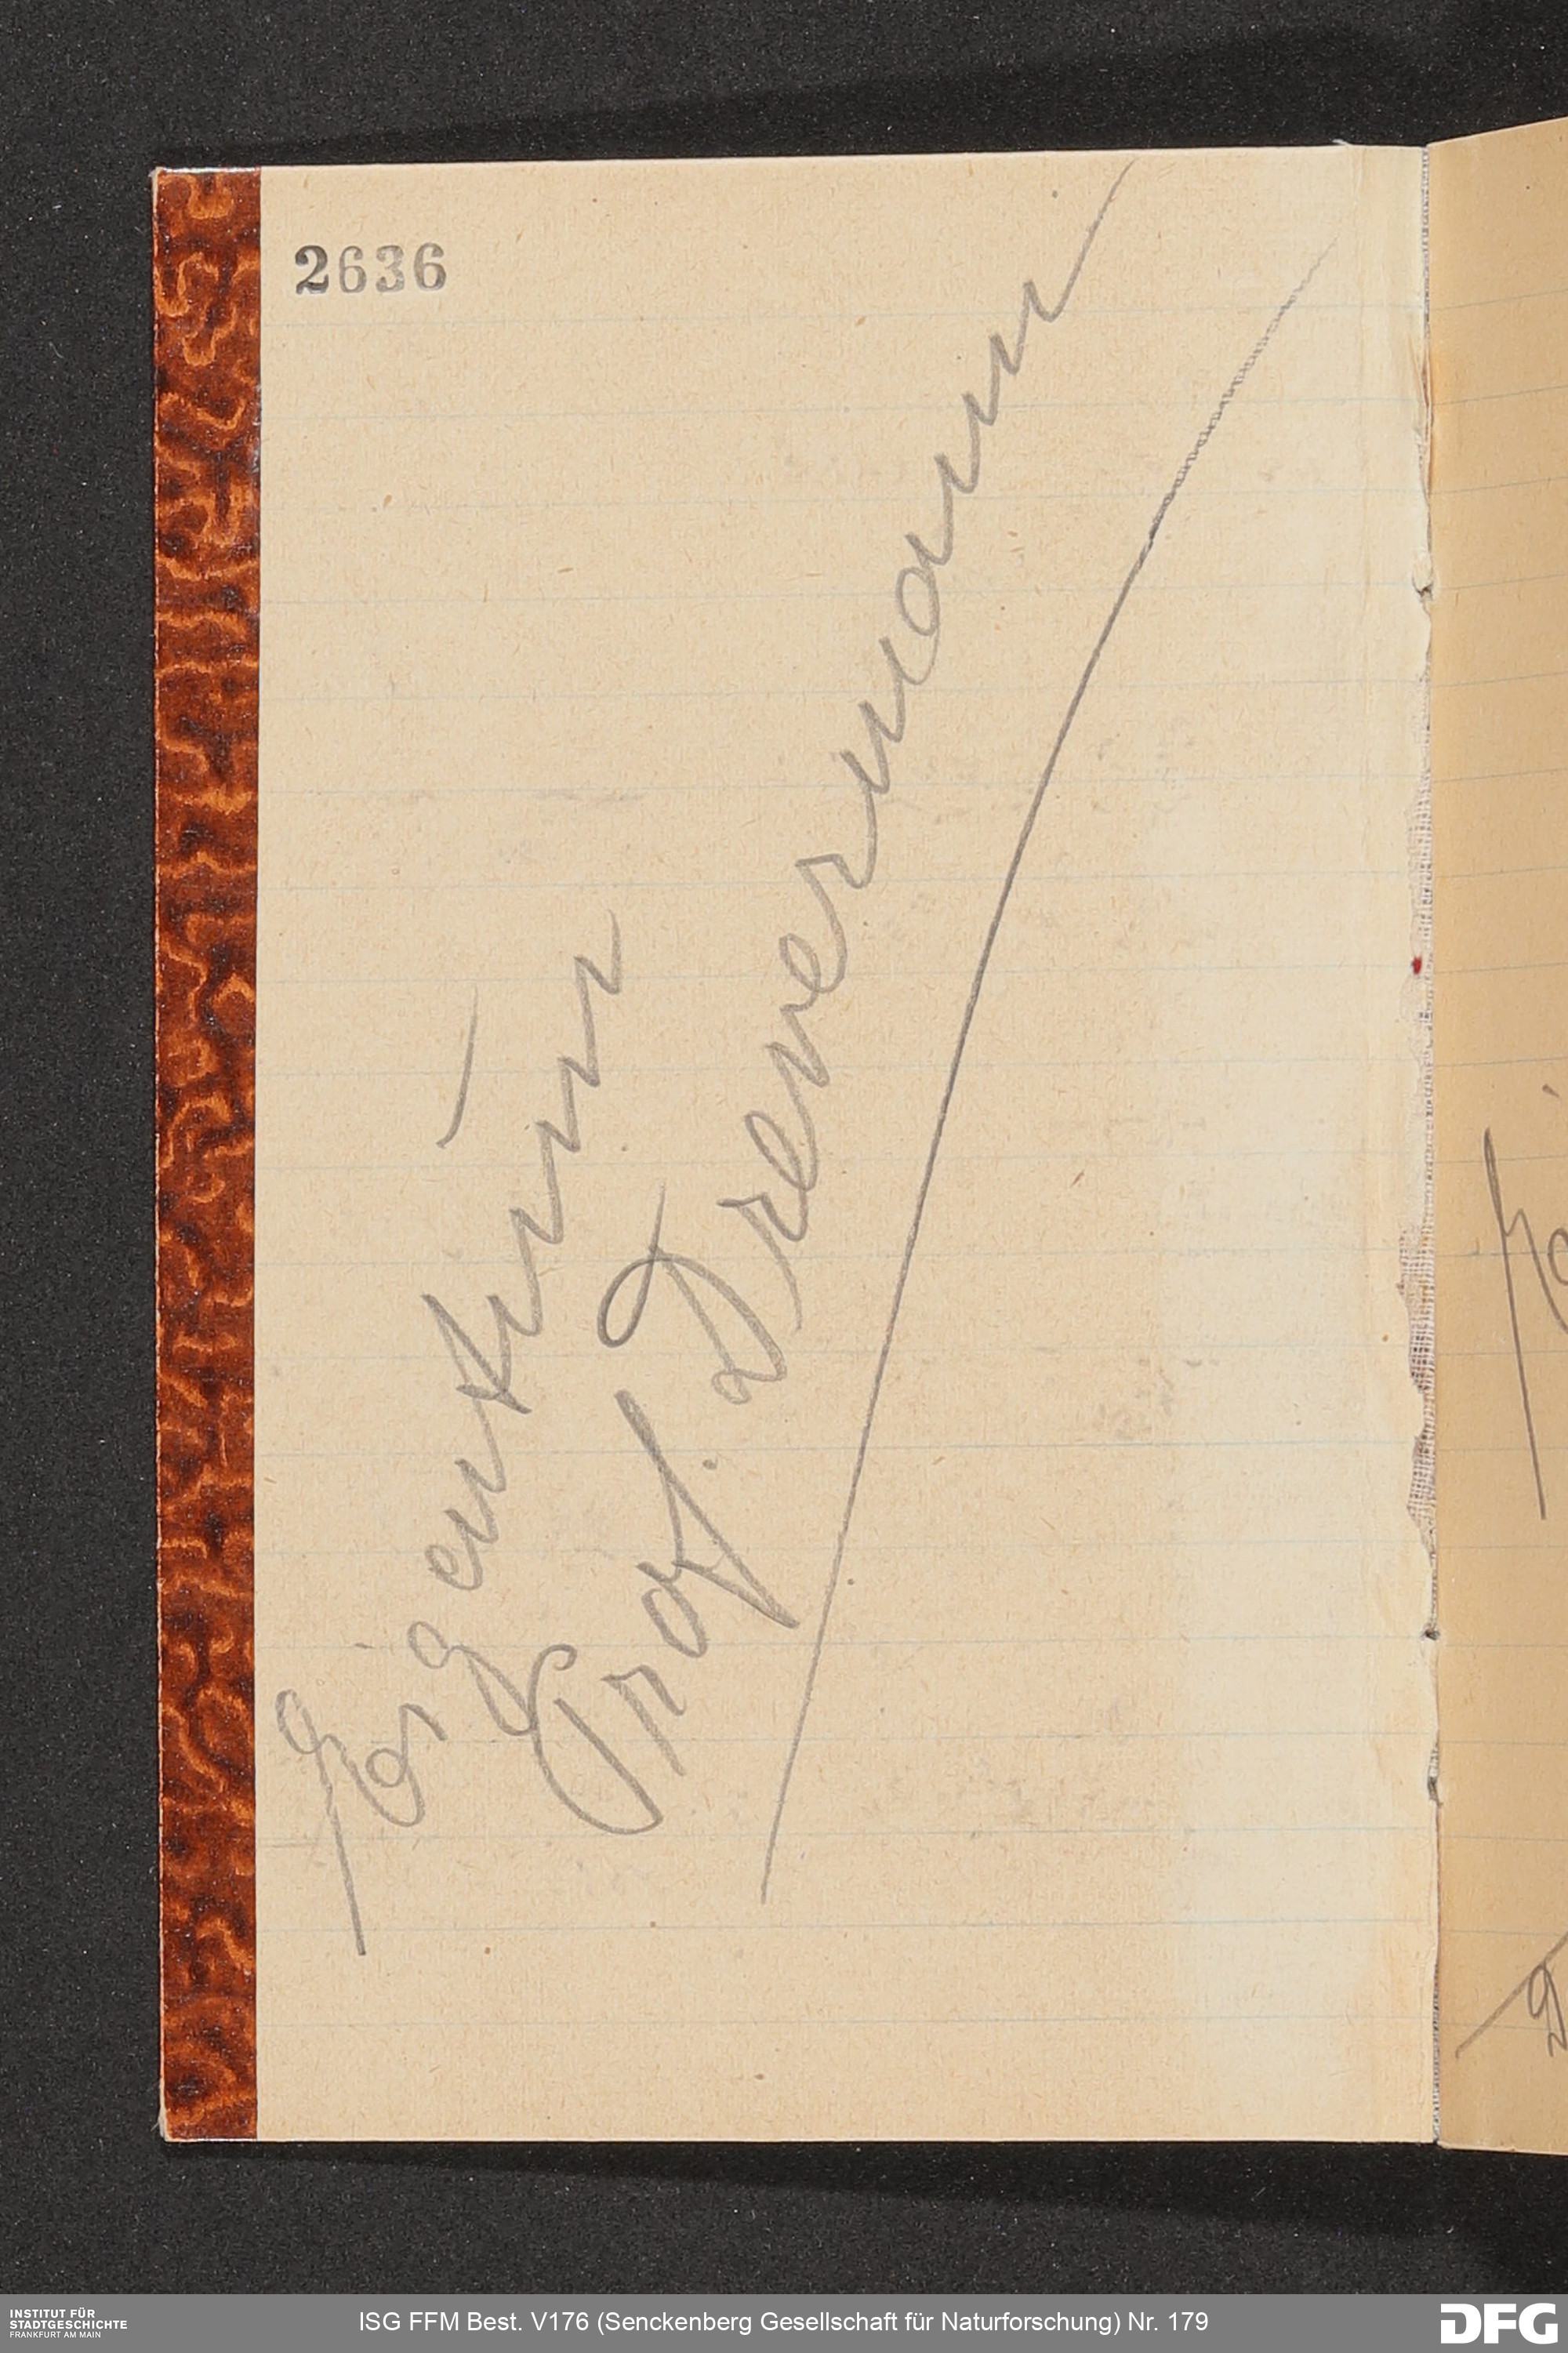 2636
Eigentum
Prof. Drevermann
INSTITUT FÜR
STADTGESCHICHTE
FRANKFURT AM MAIN
ISG FFM Best. V176 (Senckenberg Gesellschaft für Naturforschung) Nr. 179
DFG